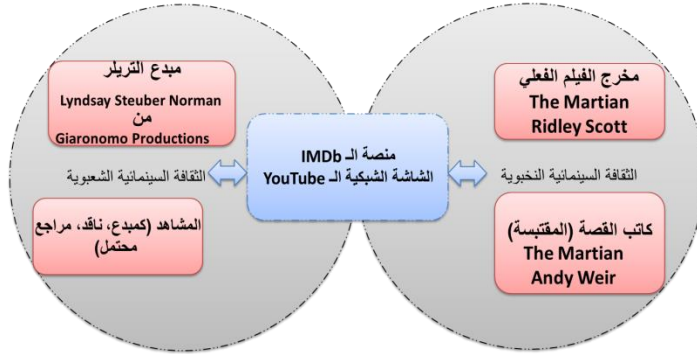 مخرج الفيلم الفعلي
The Martian
Ridley Scott
الثقافة السينمائية النخبوية
كاتب القصة (المقتبسة)
The Martian
Andy Weir
منصة الـ IMDb
الشاشة الشبكية الـ YouTube
مبدع التريلر
Lyndsay Steuber Norman
من
Giaronomo Productions
الثقافة السينمائية الشعبوية
المشاهد (كمبدع، ناقد، مراجع
محتمل)